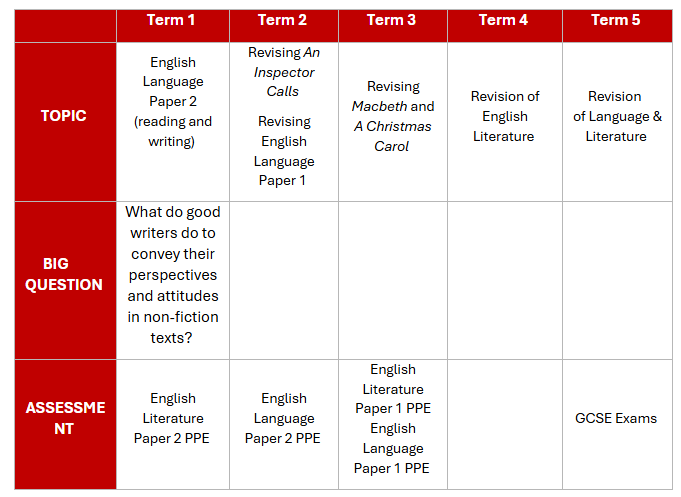 Term 1
Term 2
Term 3
Term 4
Term 5
TOPIC
English
Language
Paper 2
(reading and
writing)
Revising An
Inspector
Calls
Revising
English
Language
Paper 1
Revising
Macbeth and
A Christmas
Carol
Revision of
English
Literature
Revision
of Language &
Literature
BIG
QUESTION
What do good
writers do to
convey their
perspectives
and attitudes
in non-fiction
texts?
ASSESSME
NT
English
Literature
Paper 2 PPE
English
Language
Paper 2 PPE
English
Literature
Paper 1 PPE
English
Language
Paper 1 PPE
GCSE Exams